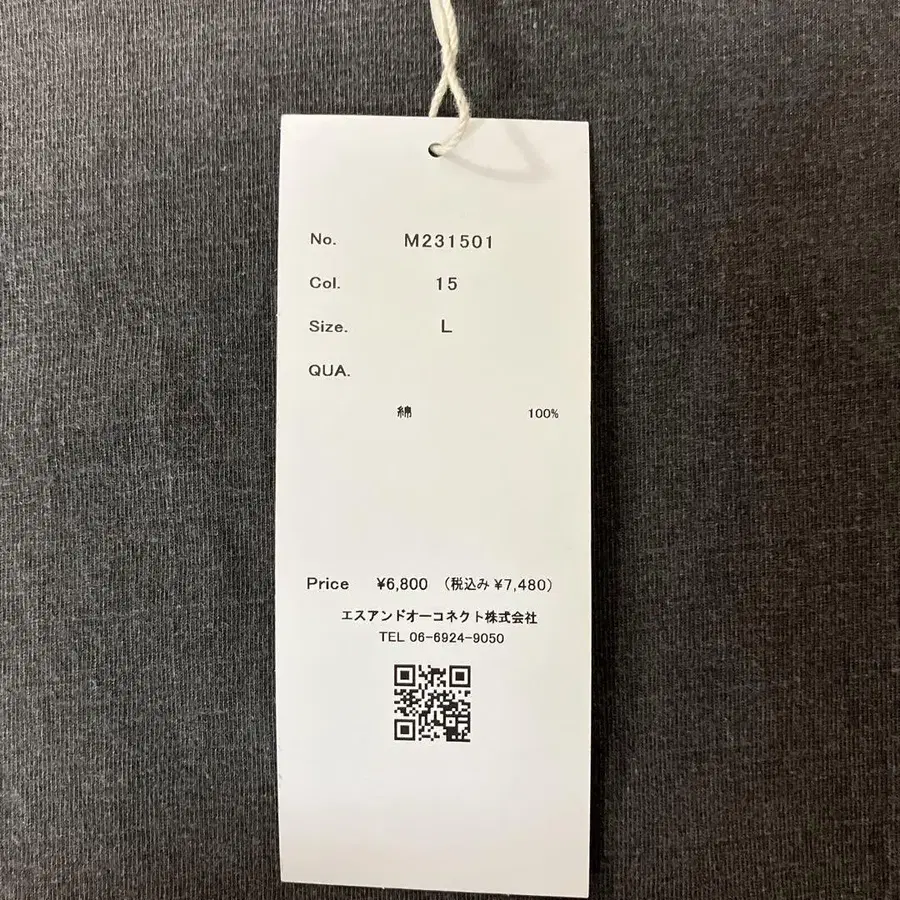 No. M231501
Col. 15
Size. L
QUA.
綿 100%
Price ¥6,800 （税込み ¥7,480）
エスアンドオーコネクト株式会社
TEL 06-6924-9050